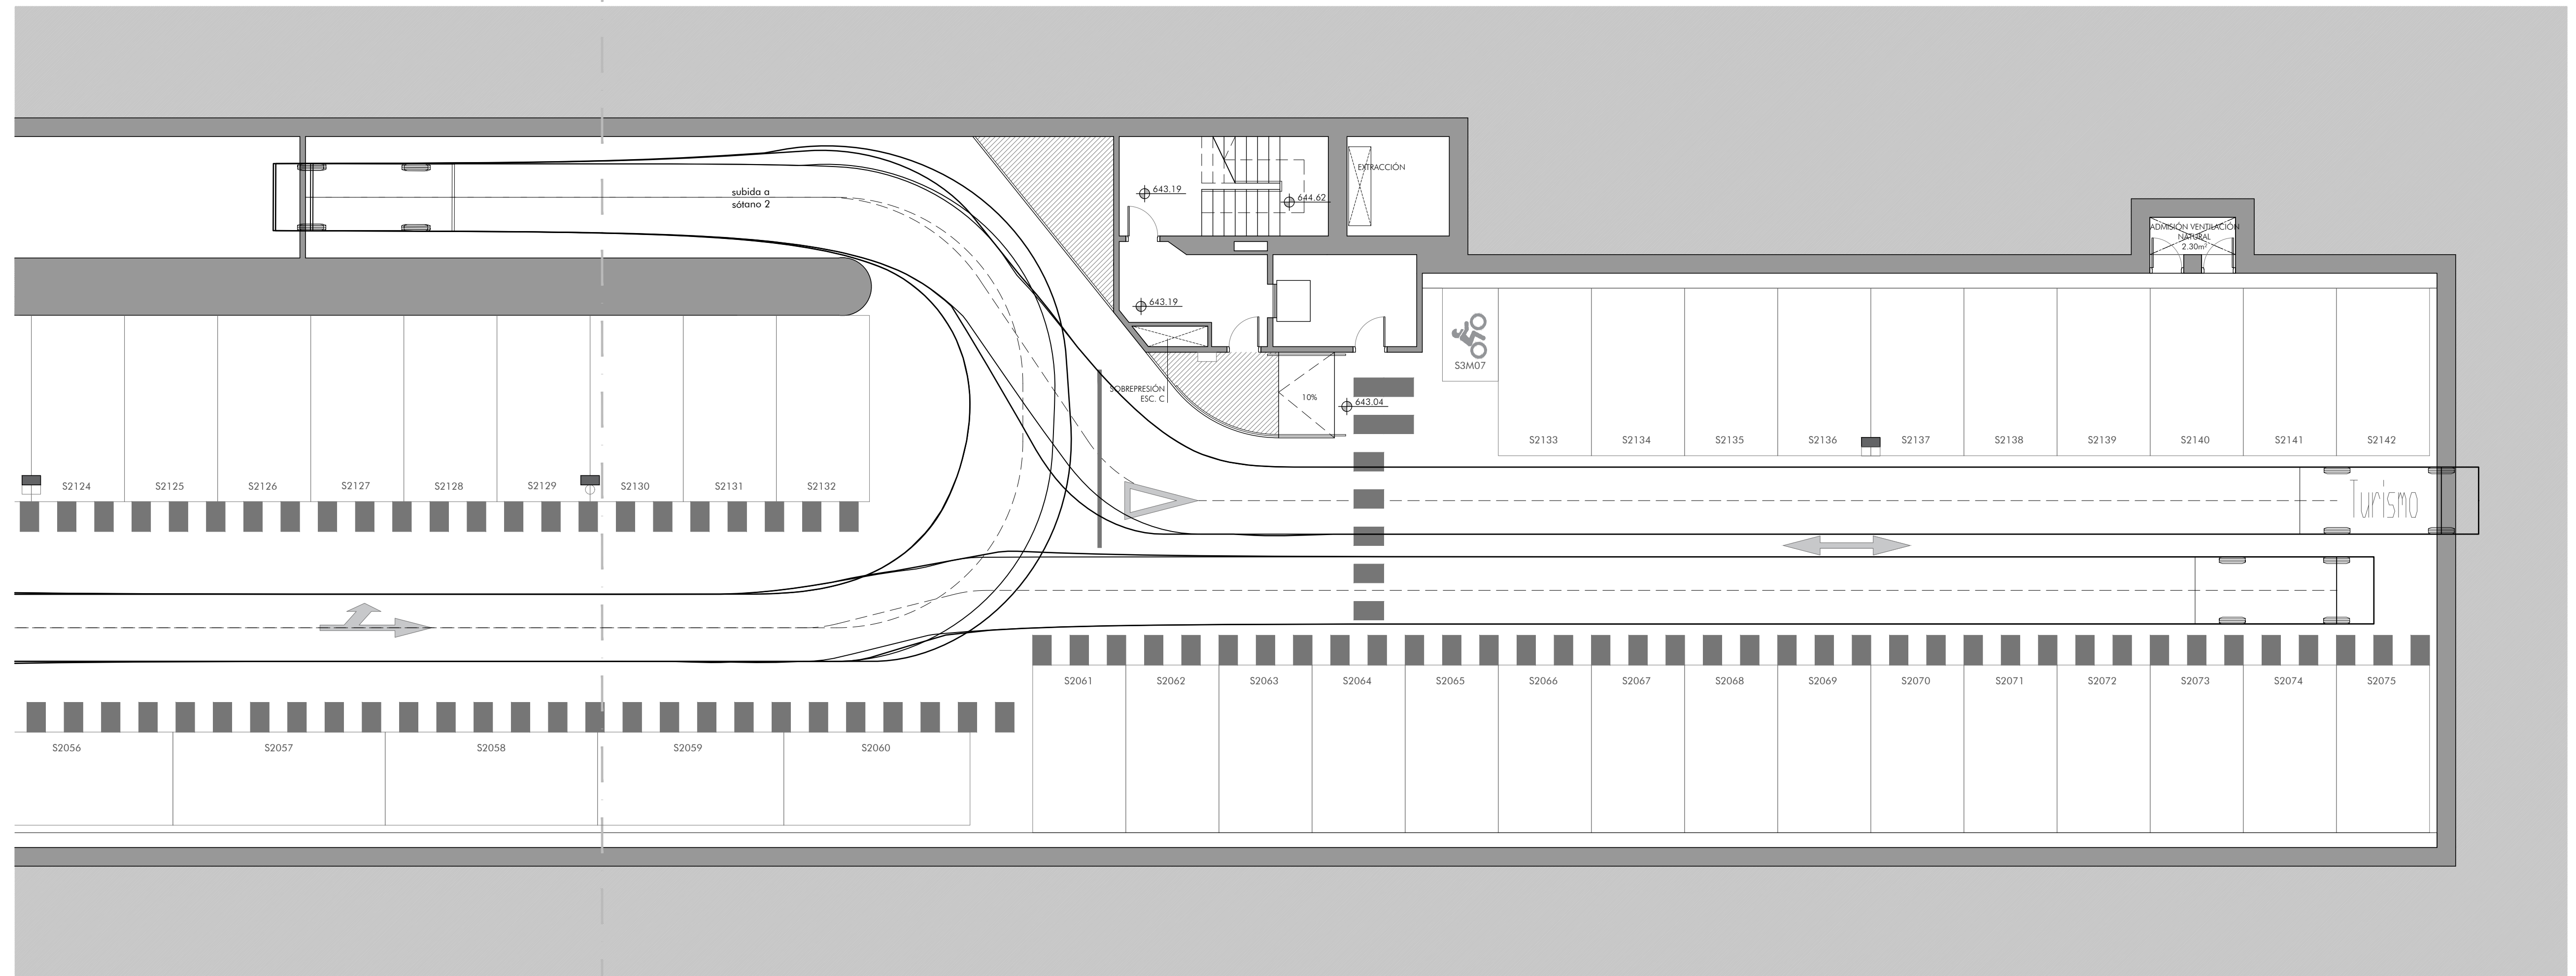 subida a
sótano 2
643.19
644.62
EXTRACCIÓN
643.19
SOBREPRESIÓN
ESC. C
10%
643.04
ADMISIÓN VENTILACIÓN
NATURAL
2.30m²
S3M07
S2133
S2134
S2135
S2136
S2137
S2138
S2139
S2140
S2141
S2142
S2124
S2125
S2126
S2127
S2128
S2129
S2130
S2131
S2132
Turismo
S2061
S2062
S2063
S2064
S2065
S2066
S2067
S2068
S2069
S2070
S2071
S2072
S2073
S2074
S2075
S2056
S2057
S2058
S2059
S2060